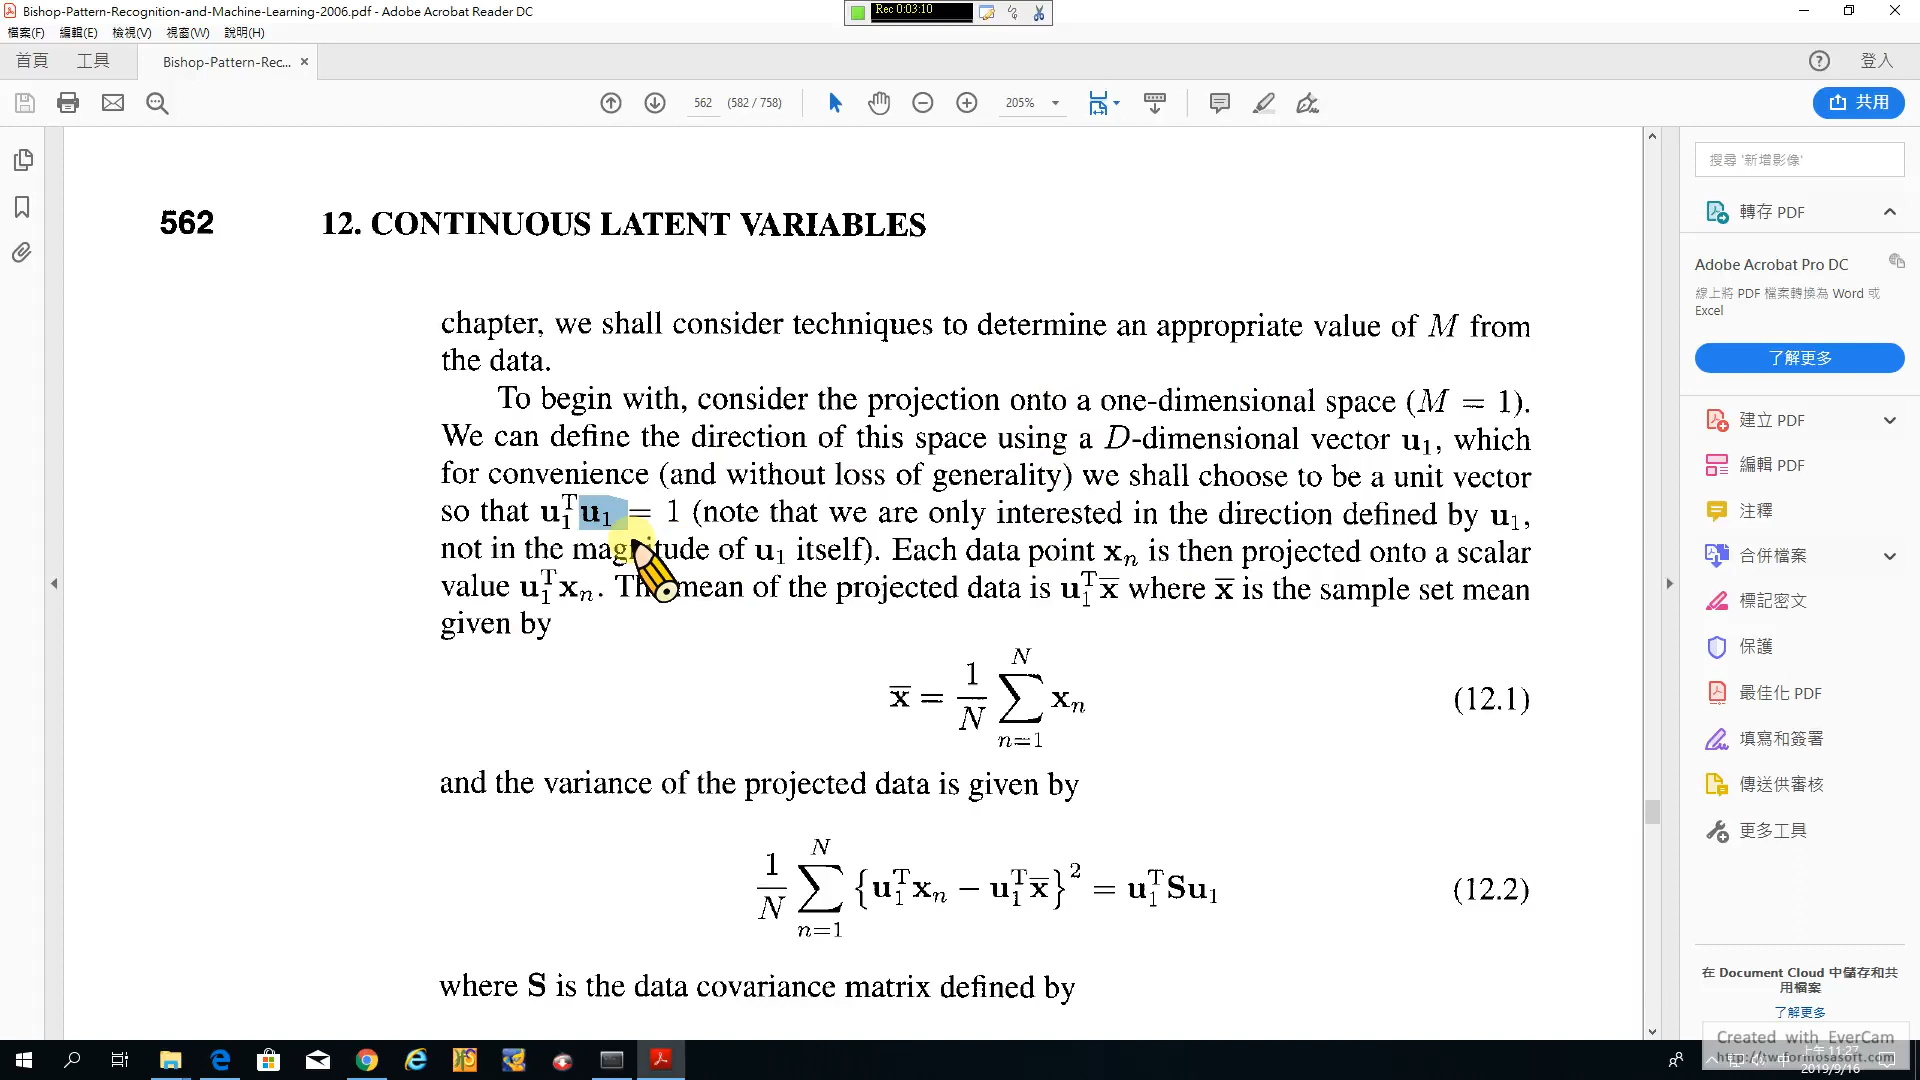 Bishop-Pattern-Recognition-and-Machine-Learning-2006.pdf - Adobe Acrobat Reader DC
Rec 0:03:10
檔案(F) 編輯(E) 檢視(V) 視窗(W) 說明(H)
首頁 工具 Bishop-Pattern-Rec... × 登入
562 (582 / 758) 205% 共用
搜尋 '新增影像'
轉存 PDF
Adobe Acrobat Pro DC
線上將 PDF 檔案轉換為 Word 或
Excel
了解更多
建立 PDF
編輯 PDF
注釋
合併檔案
標記密文
保護
最佳化 PDF
填寫和簽署
傳送供審核
更多工具
在 Document Cloud 中儲存和共
用檔案
了解更多
562 12. CONTINUOUS LATENT VARIABLES
chapter, we shall consider techniques to determine an appropriate value of M from
the data.
To begin with, consider the projection onto a one-dimensional space (M = 1).
We can define the direction of this space using a D-dimensional vector u₁, which
for convenience (and without loss of generality) we shall choose to be a unit vector
so that u₁ᵀu₁ = 1 (note that we are only interested in the direction defined by u₁,
not in the magnitude of u₁ itself). Each data point xₙ is then projected onto a scalar
value u₁ᵀxₙ. The mean of the projected data is u₁ᵀx̄ where x̄ is the sample set mean
given by
x̄ = 1/N ∑ₙ₌₁ᴺ xₙ (12.1)
and the variance of the projected data is given by
1/N ∑ₙ₌₁ᴺ {u₁ᵀxₙ − u₁ᵀx̄}² = u₁ᵀSu₁ (12.2)
where S is the data covariance matrix defined by
Created with EverCam
http://tw.formosasoft.com
上午 11:27
2019/9/16